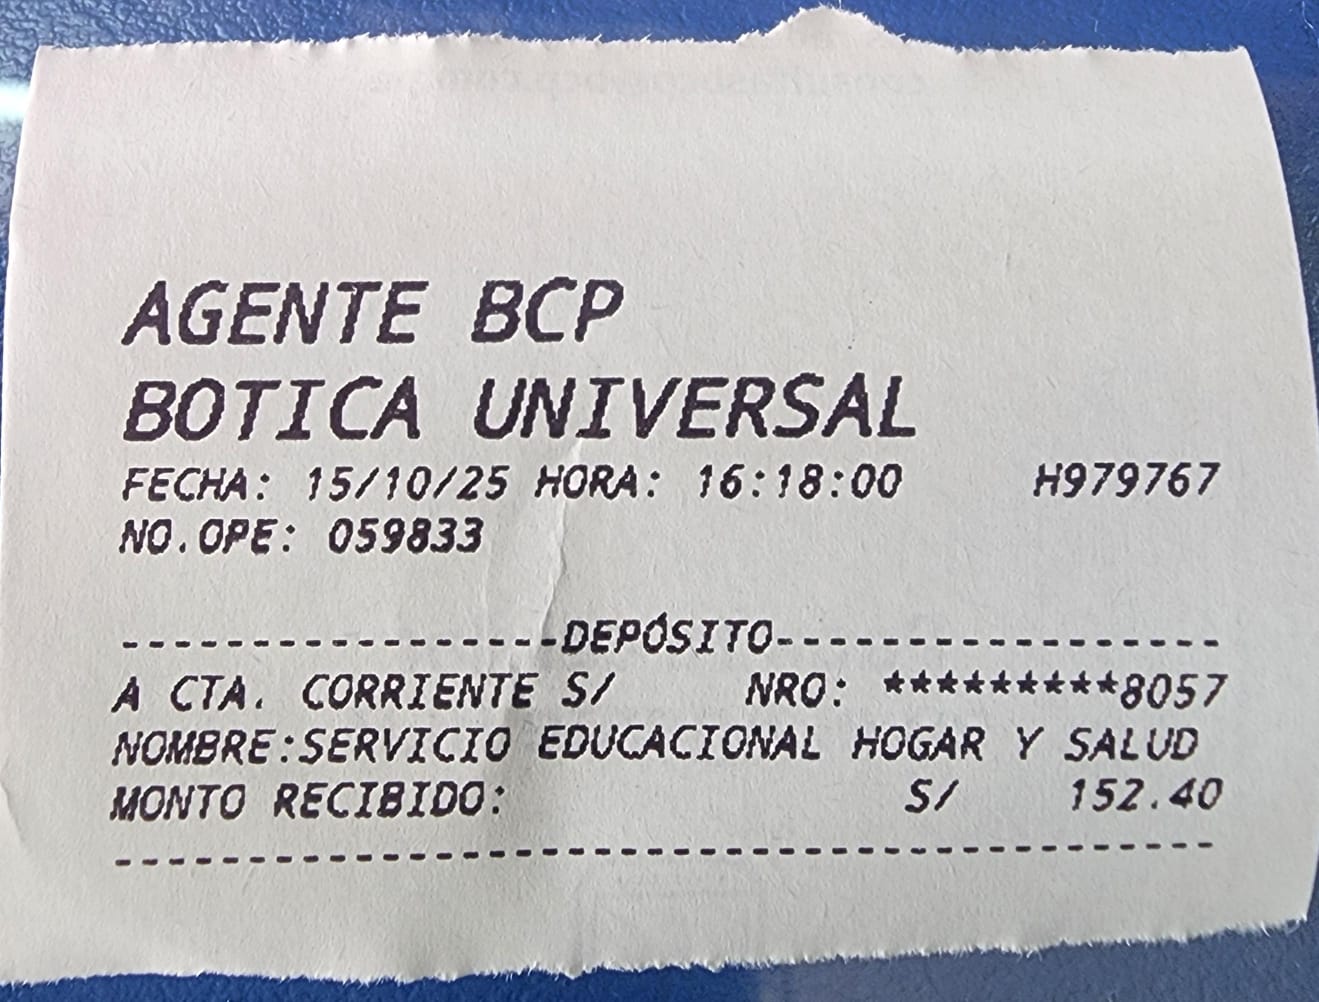 AGENTE BCP
BOTICA UNIVERSAL
FECHA: 15/10/25 HORA: 16:18:00 H979767
NO.OPE: 059833
-----------------DEPÓSITO-----------------
A CTA. CORRIENTE S/ NRO: *********8057
NOMBRE:SERVICIO EDUCACIONAL HOGAR Y SALUD
MONTO RECIBIDO: S/ 152.40
------------------------------------------